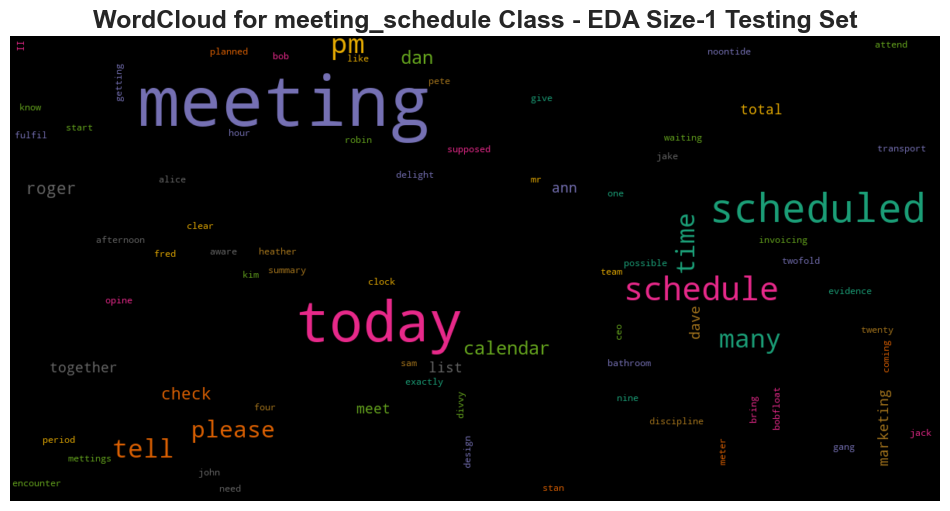 WordCloud for meeting_schedule Class - EDA Size-1 Testing Set
II
planned
bob
pm
like
dan
noontide
attend
getting
pete
meeting
give
total
know
start
fulfil
hour
robin
supposed
waiting
jake
transport
roger
alice
delight
mr
ann
one
scheduled
clear
time
afternoon
fred
aware
heather
invoicing
kim
summary
clock
team
possible
twofold
opine
schedule
evidence
today
dave
ceo
many
twenty
calendar
coming
together
sam
list
bathroom
exactly
check
four
meet
divvy
nine
bring
bobfloat
marketing
please
discipline
jack
period
tell
design
meter
gang
mettings
john
encounter
need
stan